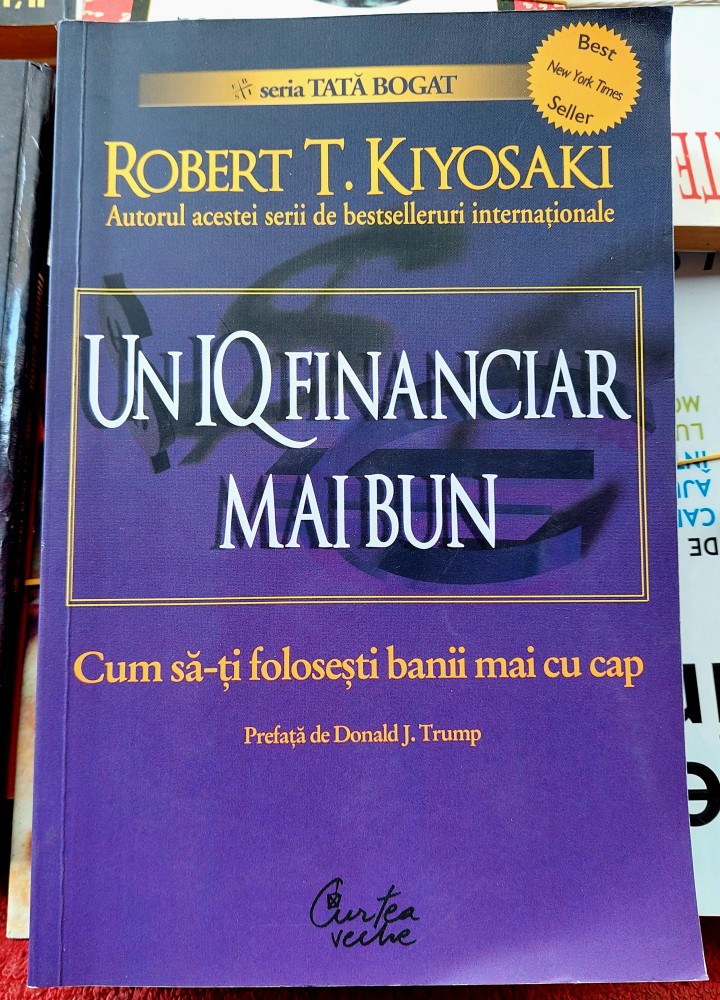 seria TATĂ BOGAT
Best
New York Times
Seller
ROBERT T. KIYOSAKI
Autorul acestei serii de bestselleruri internaționale
UN IQ FINANCIAR
MAI BUN
Cum să-ți folosești banii mai cu cap
Prefață de Donald J. Trump
Curtea
veche